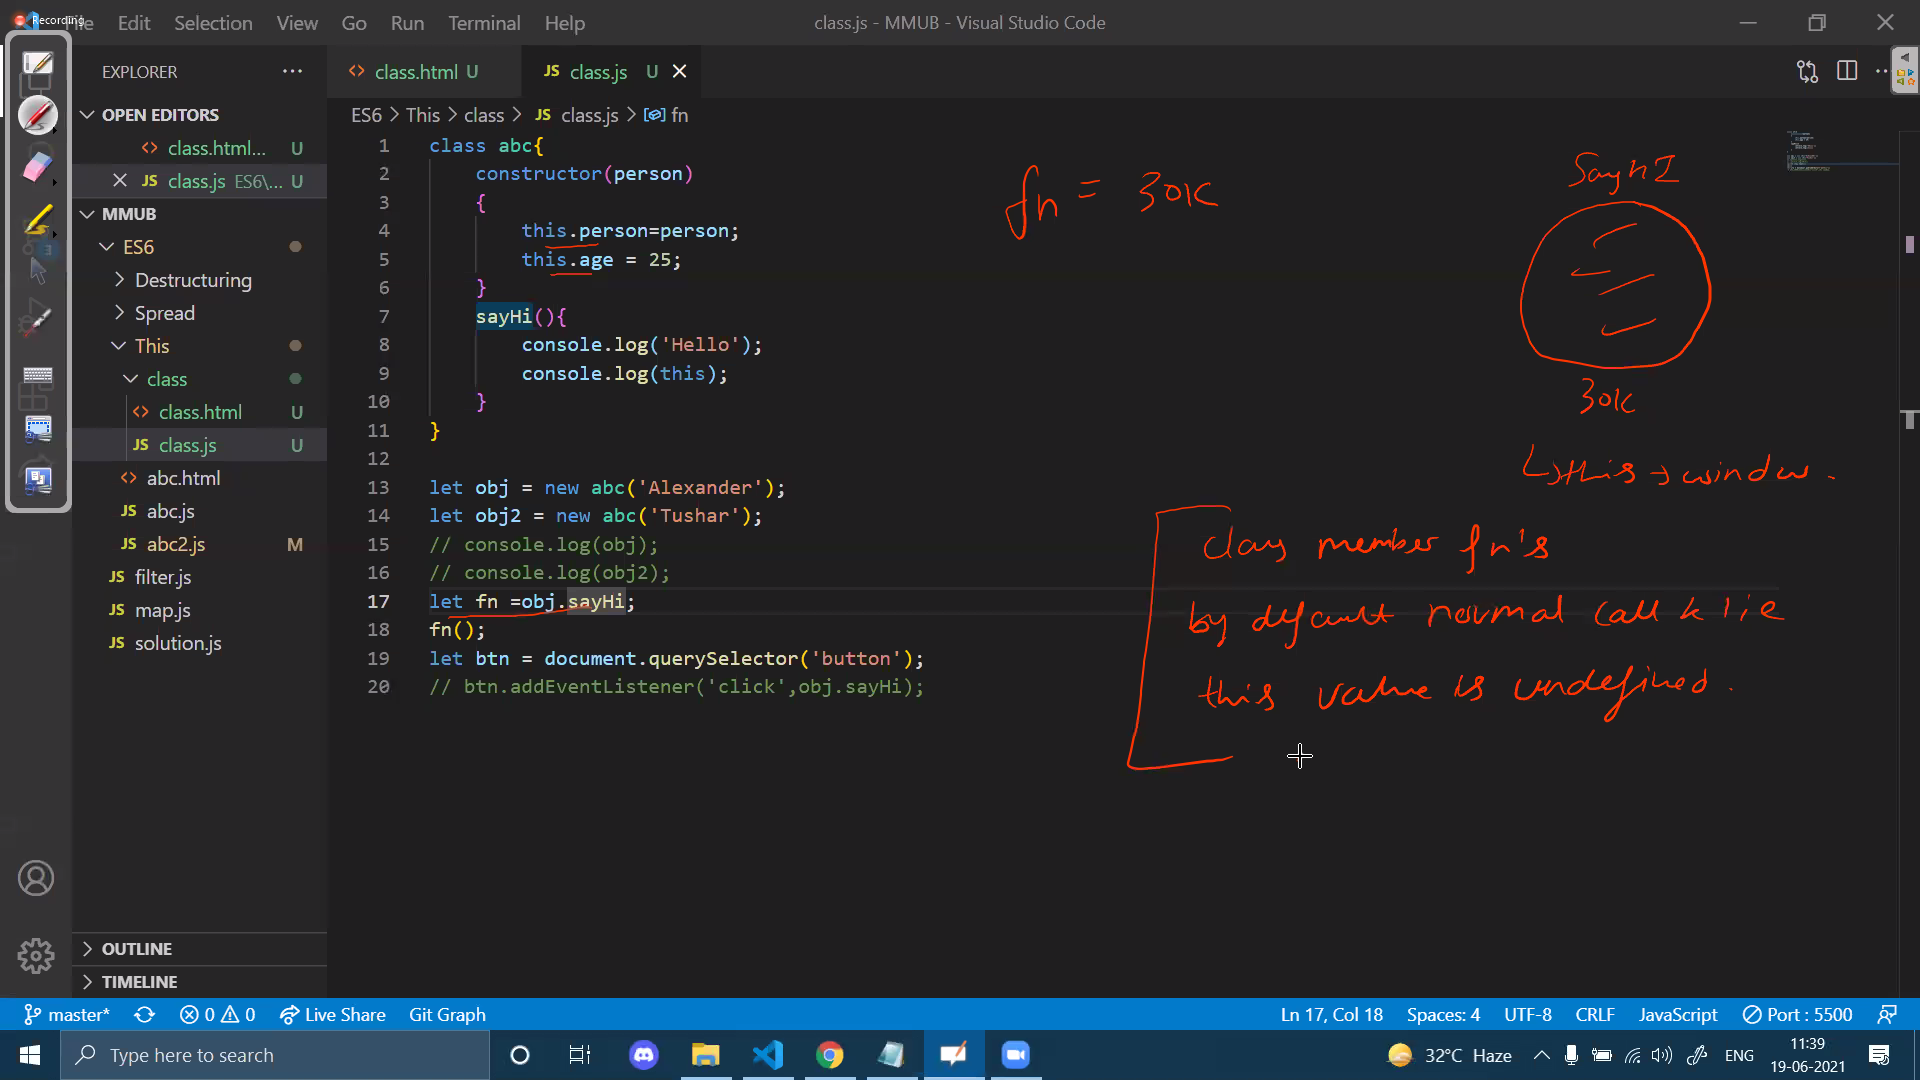 Recording
File Edit Selection View Go Run Terminal Help
class.js - MMUB - Visual Studio Code
EXPLORER
OPEN EDITORS
class.html... U
JS class.js ES6\... U
MMUB
ES6
Destructuring
Spread
This
class
class.html U
JS class.js U
abc.html
JS abc.js
JS abc2.js M
JS filter.js
JS map.js
JS solution.js
OUTLINE
TIMELINE
class.html U
JS class.js U
ES6 > This > class > JS class.js > fn
1 class abc{
2 constructor(person)
3 {
4 this.person=person;
5 this.age = 25;
6 }
7 sayHi(){
8 console.log('Hello');
9 console.log(this);
10 }
11 }
12
13 let obj = new abc('Alexander');
14 let obj2 = new abc('Tushar');
15 // console.log(obj);
16 // console.log(obj2);
17 let fn =obj.sayHi;
18 fn();
19 let btn = document.querySelector('button');
20 // btn.addEventListener('click',obj.sayHi);
fn = 30K
SayHI
30K
this → window.
Class member fn's
by default normal call k lie
this value is undefined.
master* 0 0 Live Share Git Graph
Ln 17, Col 18 Spaces: 4 UTF-8 CRLF JavaScript Port : 5500
Type here to search
32°C Haze
ENG
11:39
19-06-2021